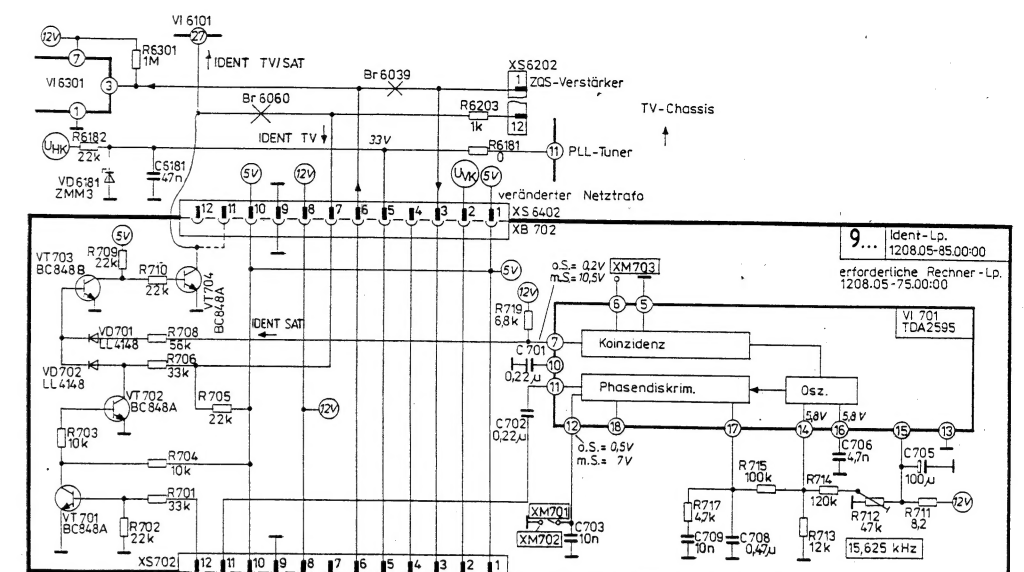 VI 6101
27
12V
7
R6301
1M
IDENT TV/SAT
VI 6301
3
1
Br 6039
XS6202
1
ZQS-Verstärker
Br 6060
R6203
1k
12
TV-Chassis
IDENT TV
33V
R6182
UHK
22k
R6181
0
11
PLL-Tuner
C6181
47n
VD6181
ZMM3
5V
12V
UVK
5V
veränderter Netztrafo
12 11 10 9 8 7 6 5 4 3 2 1
XS 6402
XB 702
9...
Ident-Lp.
1208.05-85.00:00
erforderliche Rechner-Lp.
1208.05-75.00:00
5V
R709
22k
VT703
BC848B
R710
22k
VT704
BC848A
5V
o.S.= 0,2V
m.S.= 10,5V
XM703
6
5
12V
R719
6,8k
VI 701
TDA2595
IDENT SAT
VD701
LL4148
R708
56k
7
Koinzidenz
C701
0,22µ
10
VD702
LL4148
R706
33k
11
Phasendiskrim.
Osz.
VT702
BC848A
R705
22k
12V
C702
0,22µ
5,8V
5,8V
12
18
17
14
16
15
13
o.S.= 0,5V
m.S.= 7V
R703
10k
R704
10k
C706
4,7n
C705
100µ
R715
100k
R714
120k
R701
33k
VT701
BC848A
R702
22k
XM701
XM702
C703
10n
R717
4,7k
C709
10n
C708
0,47µ
R713
12k
R712
47k
R711
8,2
12V
15,625 kHz
XS702
12 11 10 9 8 7 6 5 4 3 2 1